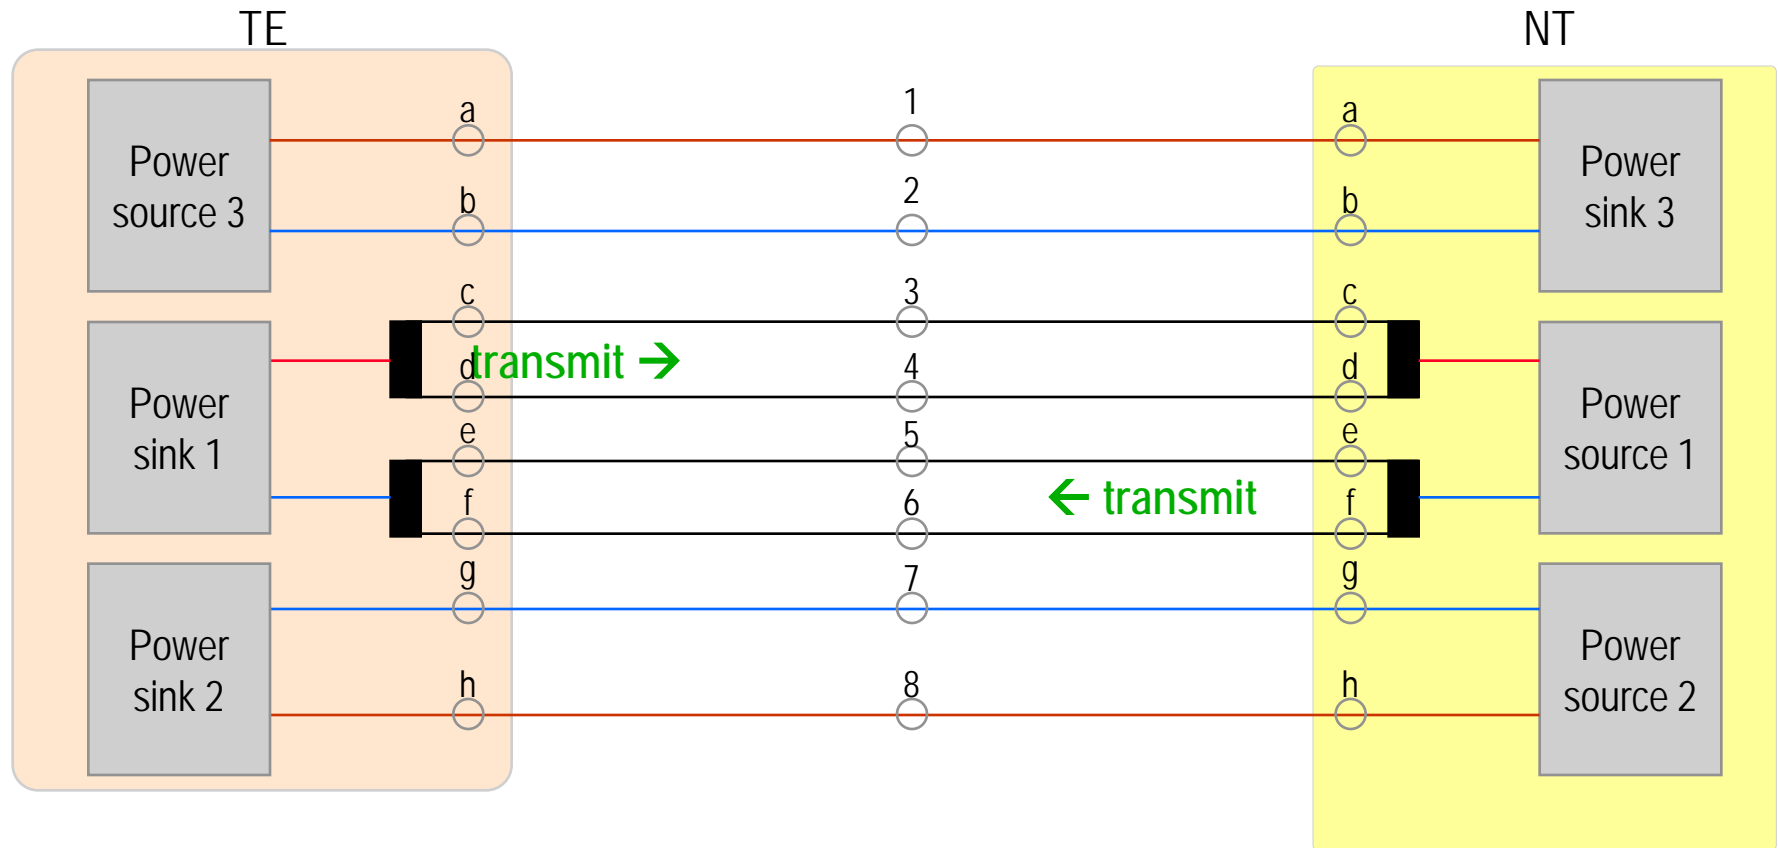 TE
NT
Power
source 3
a
1
a
Power
sink 3
b
2
b
c
3
c
Power
sink 1
d
transmit →
4
d
Power
source 1
e
5
e
f
6
← transmit
f
Power
sink 2
g
7
g
Power
source 2
h
8
h